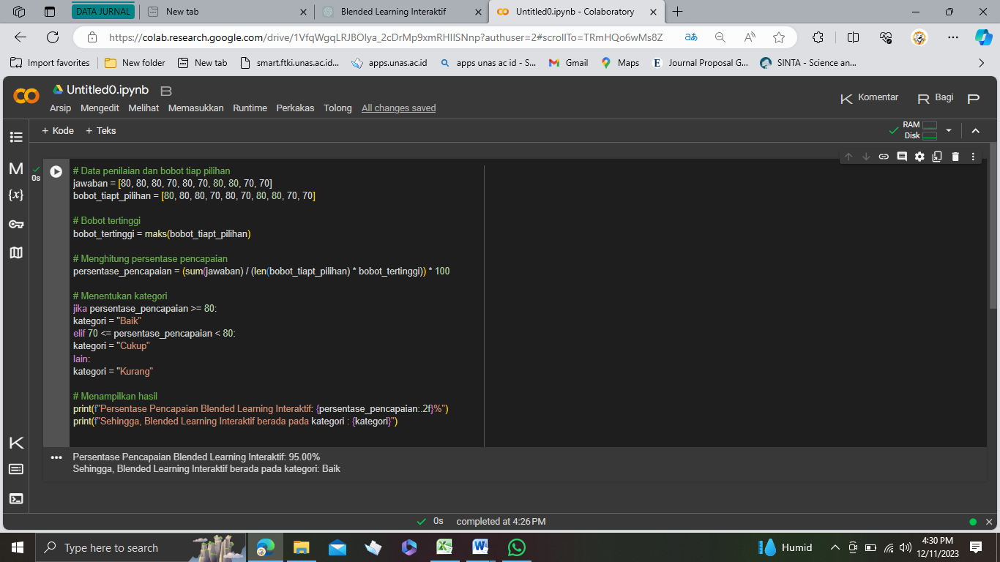 DATA JURNAL
New tab
Blended Learning Interaktif
Untitled0.ipynb - Colaboratory
https://colab.research.google.com/drive/1VfqWgqLRJBOlya_2cDrMp9xmRHIISNnp?authuser=2#scrollTo=TRmHQo6wMs8Z
Import favorites
New folder
New tab
smart.ftki.unas.ac.id...
apps.unas.ac.id
apps unas ac id - S...
Gmail
Maps
Journal Proposal G...
SINTA - Science an...
Untitled0.ipynb
B
K Komentar
R Bagi
P
Arsip Mengedit Melihat Memasukkan Runtime Perkakas Tolong All changes saved
+ Kode + Teks
RAM
Disk
M
{x}
K
0s
# Data penilaian dan bobot tiap pilihan
jawaban = [80, 80, 80, 70, 80, 70, 80, 80, 70, 70]
bobot_tiapt_pilihan = [80, 80, 80, 70, 80, 70, 80, 80, 70, 70]
# Bobot tertinggi
bobot_tertinggi = maks(bobot_tiapt_pilihan)
# Menghitung persentase pencapaian
persentase_pencapaian = (sum(jawaban) / (len(bobot_tiapt_pilihan) * bobot_tertinggi)) * 100
# Menentukan kategori
jika persentase_pencapaian >= 80:
kategori = "Baik"
elif 70 <= persentase_pencapaian < 80:
kategori = "Cukup"
lain:
kategori = "Kurang"
# Menampilkan hasil
print(f"Persentase Pencapaian Blended Learning Interaktif: {persentase_pencapaian:.2f}%")
print(f"Sehingga, Blended Learning Interaktif berada pada kategori : {kategori}")
Persentase Pencapaian Blended Learning Interaktif: 95.00%
Sehingga, Blended Learning Interaktif berada pada kategori: Baik
0s completed at 4:26 PM
Type here to search
Humid
4:30 PM
12/11/2023